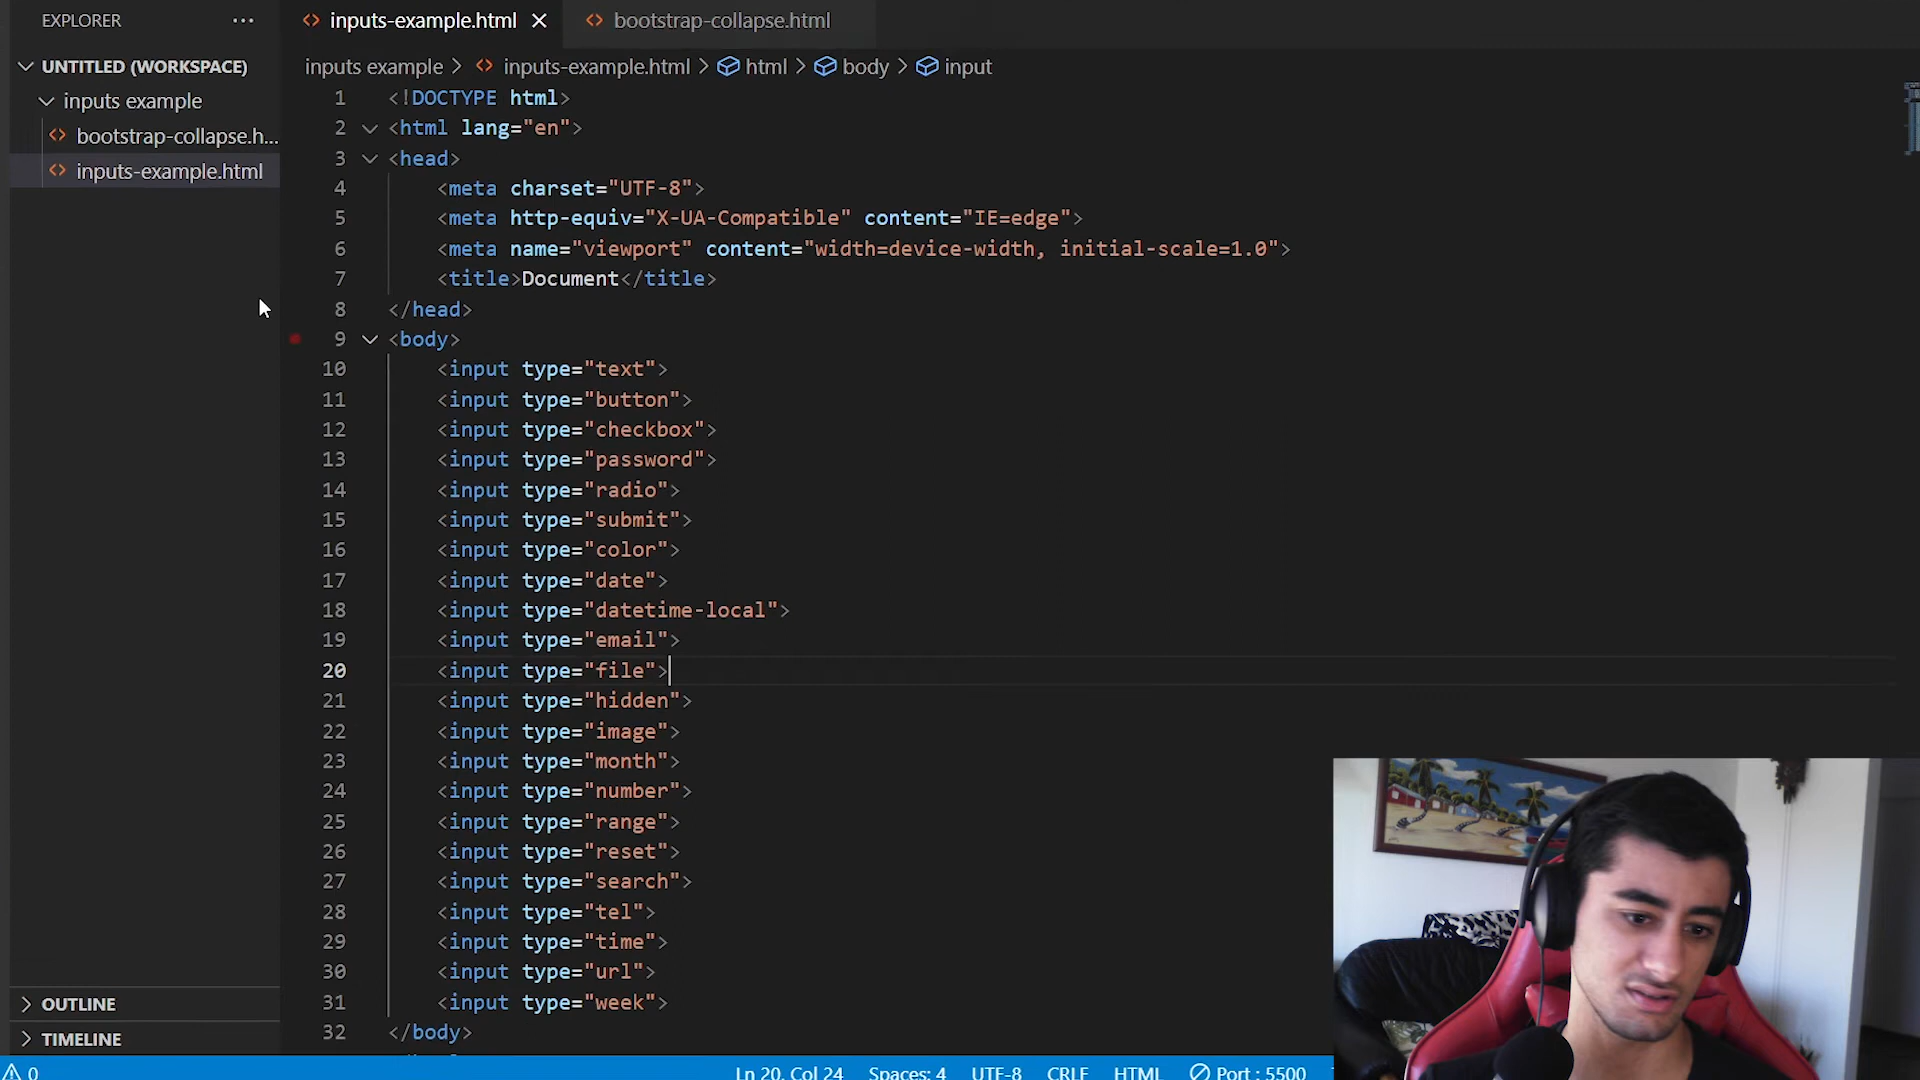 EXPLORER ···
UNTITLED (WORKSPACE)
inputs example
bootstrap-collapse.h...
inputs-example.html
OUTLINE
TIMELINE
inputs-example.html
bootstrap-collapse.html
inputs example > inputs-example.html > html > body > input
1 <!DOCTYPE html>
2 <html lang="en">
3 <head>
4 <meta charset="UTF-8">
5 <meta http-equiv="X-UA-Compatible" content="IE=edge">
6 <meta name="viewport" content="width=device-width, initial-scale=1.0">
7 <title>Document</title>
8 </head>
9 <body>
10 <input type="text">
11 <input type="button">
12 <input type="checkbox">
13 <input type="password">
14 <input type="radio">
15 <input type="submit">
16 <input type="color">
17 <input type="date">
18 <input type="datetime-local">
19 <input type="email">
20 <input type="file">
21 <input type="hidden">
22 <input type="image">
23 <input type="month">
24 <input type="number">
25 <input type="range">
26 <input type="reset">
27 <input type="search">
28 <input type="tel">
29 <input type="time">
30 <input type="url">
31 <input type="week">
32 </body>
0 Ln 20, Col 24 Spaces: 4 UTF-8 CRLF HTML Port : 5500